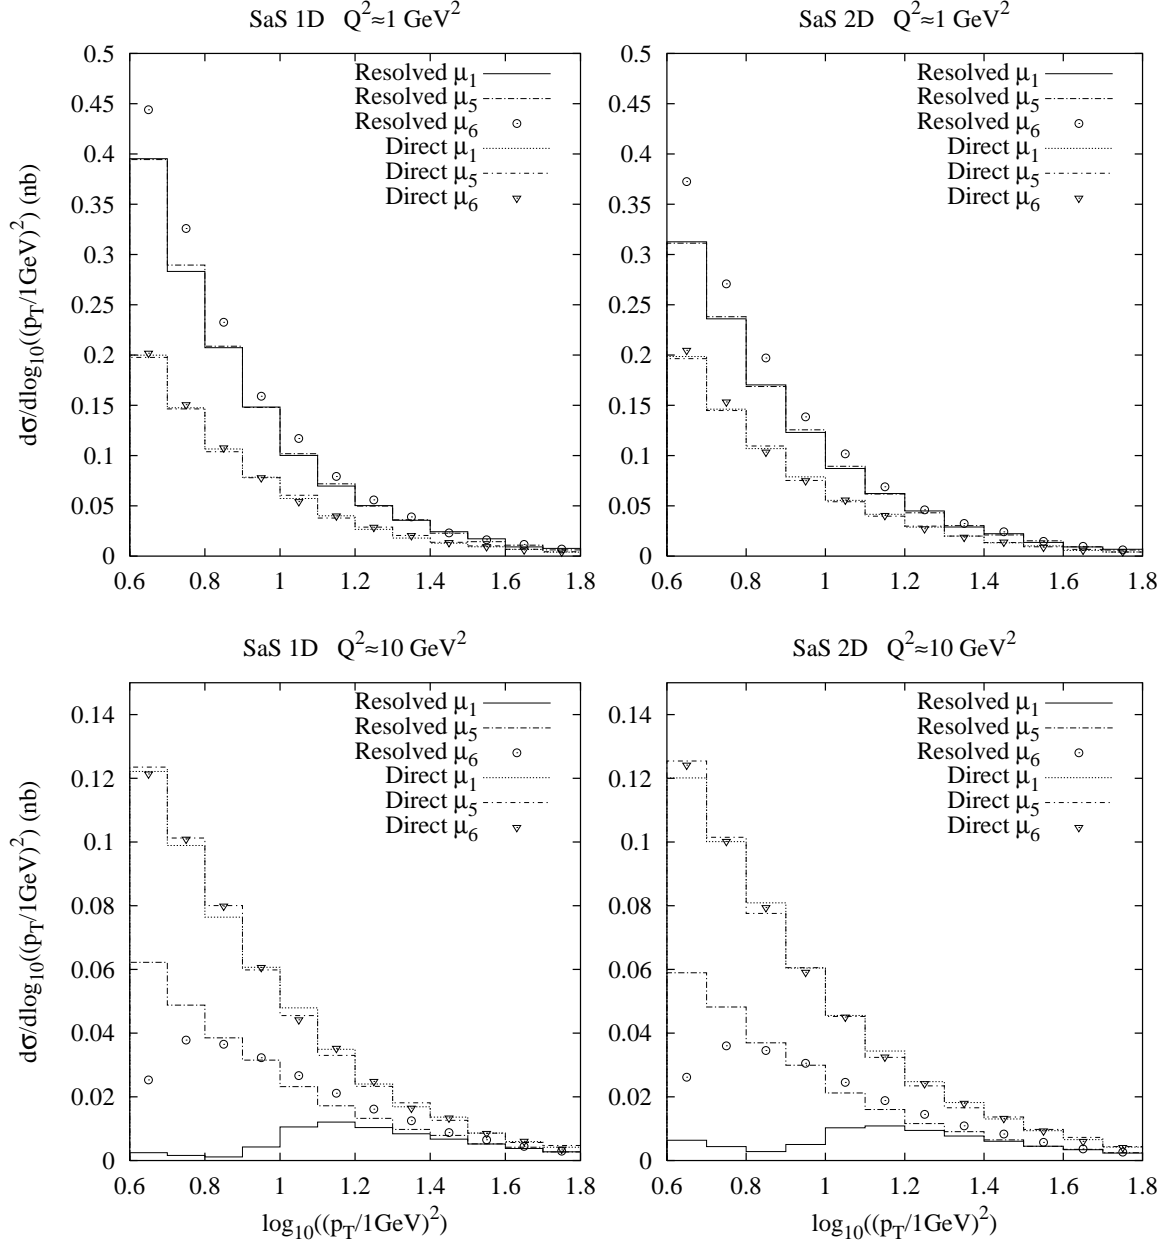 SaS 1D Q²≈1 GeV²
0.5
0.45
0.4
0.35
0.3
0.25
0.2
0.15
0.1
0.05
0
dσ/dlog₁₀((p_T/1GeV)²) (nb)
Resolved μ₁
Resolved μ₅
Resolved μ₆
Direct μ₁
Direct μ₅
Direct μ₆
0.6 0.8 1 1.2 1.4 1.6 1.8
SaS 2D Q²≈1 GeV²
0.5
0.45
0.4
0.35
0.3
0.25
0.2
0.15
0.1
0.05
0
Resolved μ₁
Resolved μ₅
Resolved μ₆
Direct μ₁
Direct μ₅
Direct μ₆
0.6 0.8 1 1.2 1.4 1.6 1.8
SaS 1D Q²≈10 GeV²
0.14
0.12
0.1
0.08
0.06
0.04
0.02
0
dσ/dlog₁₀((p_T/1GeV)²) (nb)
Resolved μ₁
Resolved μ₅
Resolved μ₆
Direct μ₁
Direct μ₅
Direct μ₆
0.6 0.8 1 1.2 1.4 1.6 1.8
log₁₀((p_T/1GeV)²)
SaS 2D Q²≈10 GeV²
0.14
0.12
0.1
0.08
0.06
0.04
0.02
0
Resolved μ₁
Resolved μ₅
Resolved μ₆
Direct μ₁
Direct μ₅
Direct μ₆
0.6 0.8 1 1.2 1.4 1.6 1.8
log₁₀((p_T/1GeV)²)